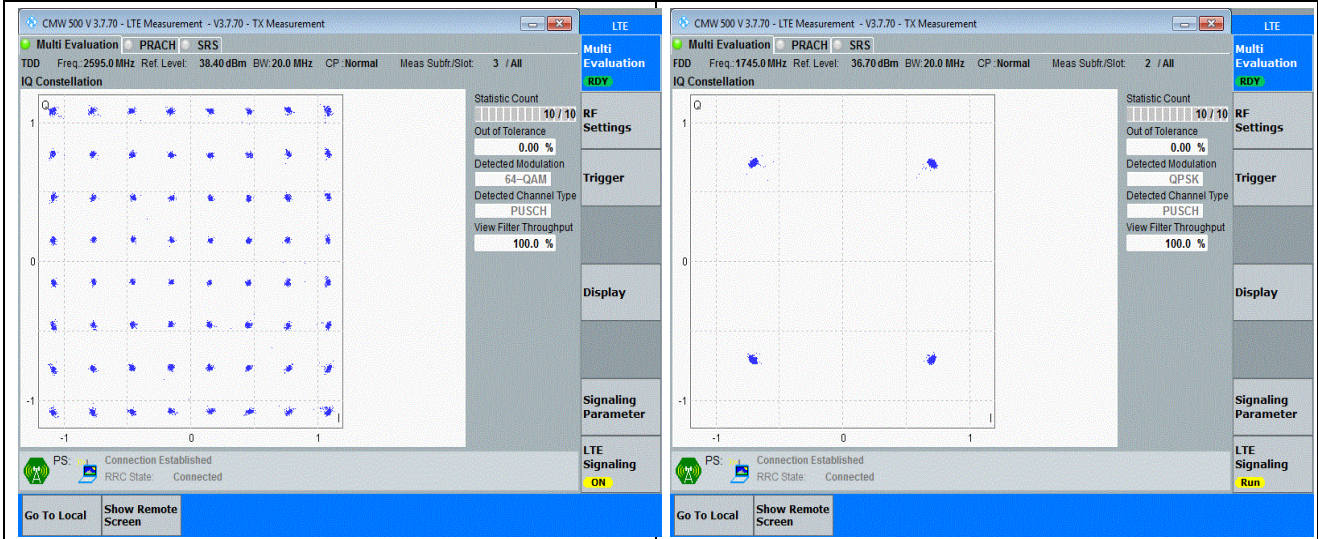 CMW 500 V 3.7.70 - LTE Measurement - V3.7.70 - TX Measurement
LTE
Multi Evaluation PRACH SRS
Multi
Evaluation
RDY
TDD Freq.:2595.0 MHz Ref. Level: 38.40 dBm BW:20.0 MHz CP :Normal Meas Subfr./Slot: 3 / All
IQ Constellation
Q
1
0
-1
-1 0 1
I
Statistic Count
10 / 10
Out of Tolerance
0.00 %
Detected Modulation
64-QAM
Detected Channel Type
PUSCH
View Filter Throughput
100.0 %
RF
Settings
Trigger
Display
Signaling
Parameter
LTE
Signaling
ON
PS: Connection Established
RRC State: Connected
Go To Local
Show Remote
Screen
CMW 500 V 3.7.70 - LTE Measurement - V3.7.70 - TX Measurement
LTE
Multi Evaluation PRACH SRS
Multi
Evaluation
RDY
FDD Freq.:1745.0 MHz Ref. Level: 36.70 dBm BW:20.0 MHz CP :Normal Meas Subfr./Slot: 2 / All
IQ Constellation
Q
1
0
-1
-1 0 1
I
Statistic Count
10 / 10
Out of Tolerance
0.00 %
Detected Modulation
QPSK
Detected Channel Type
PUSCH
View Filter Throughput
100.0 %
RF
Settings
Trigger
Display
Signaling
Parameter
LTE
Signaling
Run
PS: Connection Established
RRC State: Connected
Go To Local
Show Remote
Screen